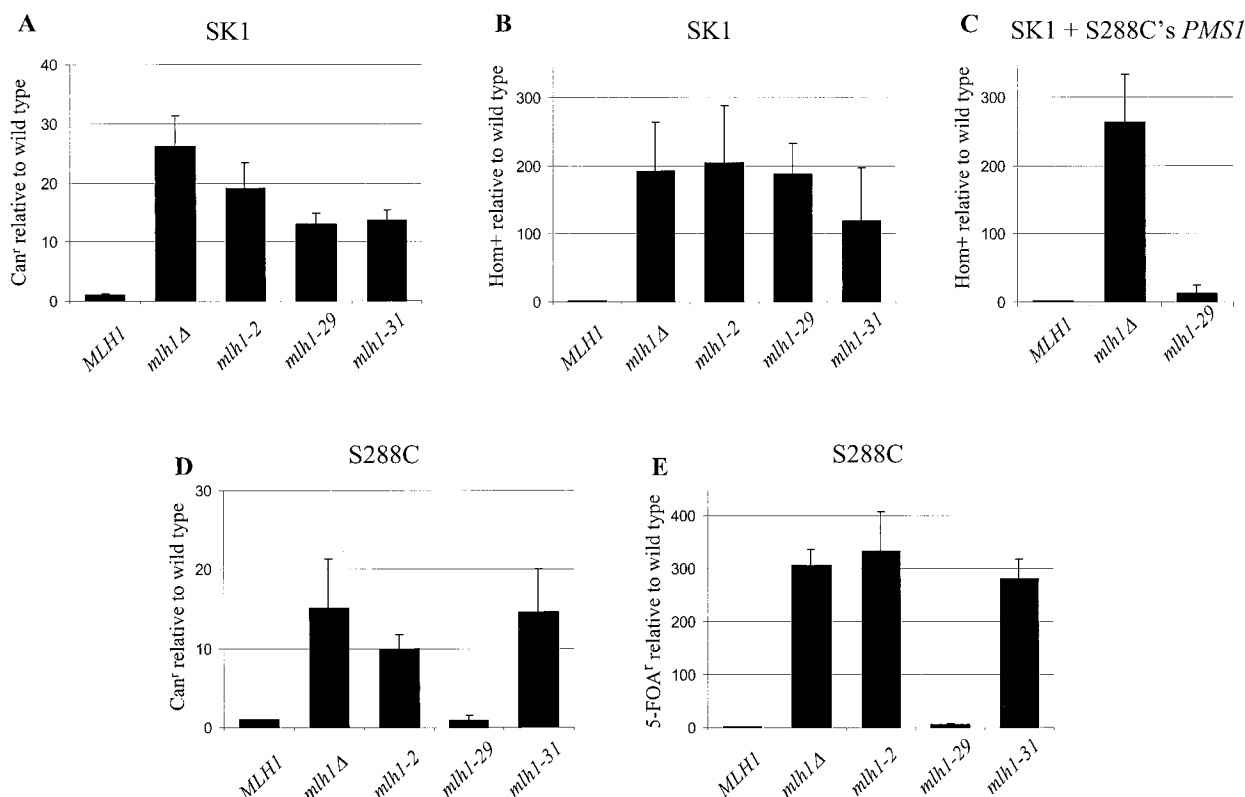 A
SK1
Canʳ relative to wild type
40
30
20
10
0
MLH1
mlh1Δ
mlh1-2
mlh1-29
mlh1-31
B
SK1
Hom+ relative to wild type
300
200
100
0
MLH1
mlh1Δ
mlh1-2
mlh1-29
mlh1-31
C
SK1 + S288C's PMS1
Hom+ relative to wild type
300
200
100
0
MLH1
mlh1Δ
mlh1-29
D
S288C
Canʳ relative to wild type
30
20
10
0
MLH1
mlh1Δ
mlh1-2
mlh1-29
mlh1-31
E
S288C
5-FOAʳ relative to wild type
400
300
200
100
0
MLH1
mlh1Δ
mlh1-2
mlh1-29
mlh1-31